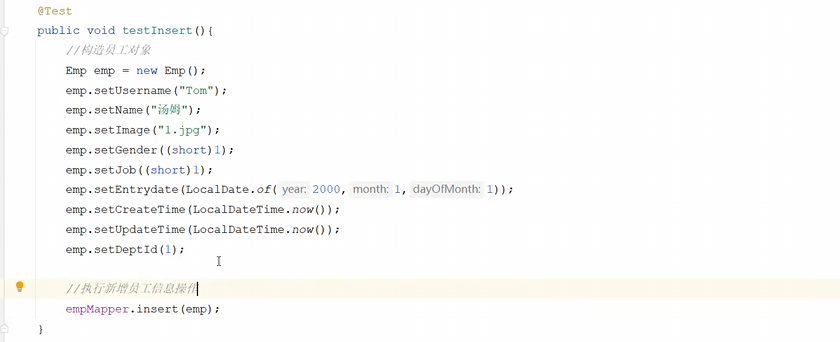 @Test
public void testInsert(){
//构造员工对象
Emp emp = new Emp();
emp.setUsername("Tom");
emp.setName("汤姆");
emp.setImage("1.jpg");
emp.setGender((short)1);
emp.setJob((short)1);
emp.setEntrydate(LocalDate.of( year: 2000, month: 1, dayOfMonth: 1));
emp.setCreateTime(LocalDateTime.now());
emp.setUpdateTime(LocalDateTime.now());
emp.setDeptId(1);
//执行新增员工信息操作
empMapper.insert(emp);
}